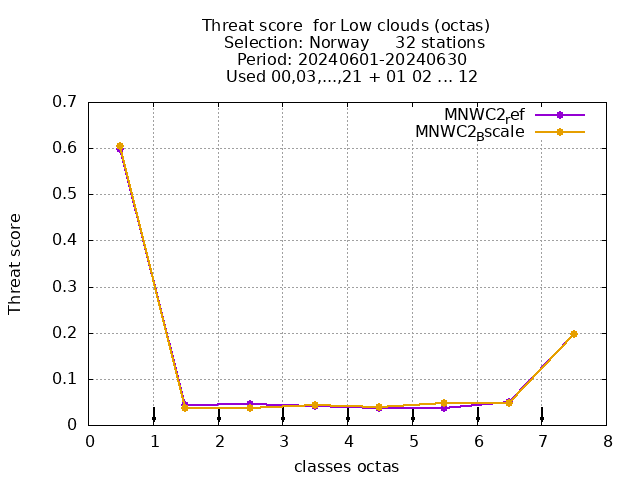 Threat score  for Low clouds (octas)
Selection: Norway     32 stations
Period: 20240601-20240630
Used 00,03,...,21 + 01 02 ... 12
MNWC2ref
MNWC2Bscale
0.7
0.6
0.5
0.4
0.3
0.2
0.1
0
Threat score
0 1 2 3 4 5 6 7 8
classes octas